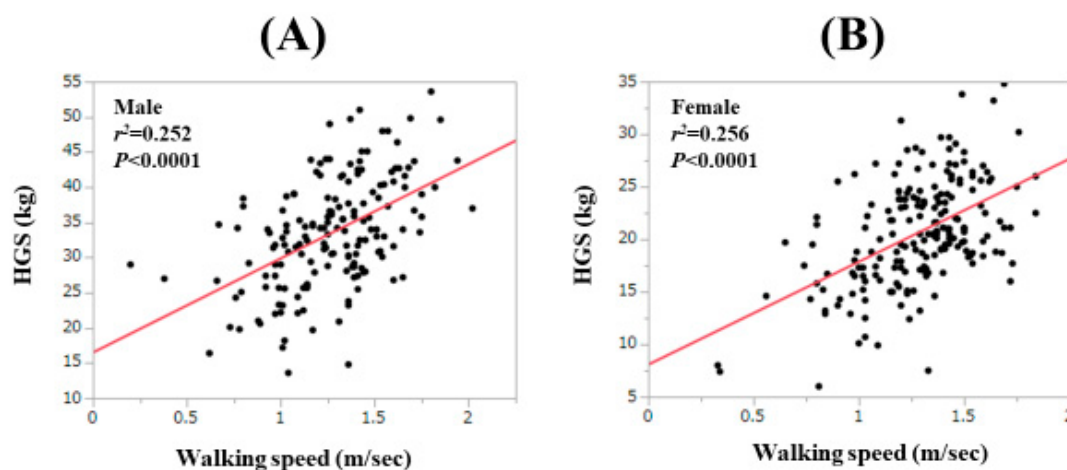 (A)
Male
r²=0.252
P<0.0001
HGS (kg)
55
50
45
40
35
30
25
20
15
10
0
0.5
1
1.5
2
Walking speed (m/sec)
(B)
Female
r²=0.256
P<0.0001
HGS (kg)
35
30
25
20
15
10
5
0
0.5
1
1.5
2
Walking speed (m/sec)